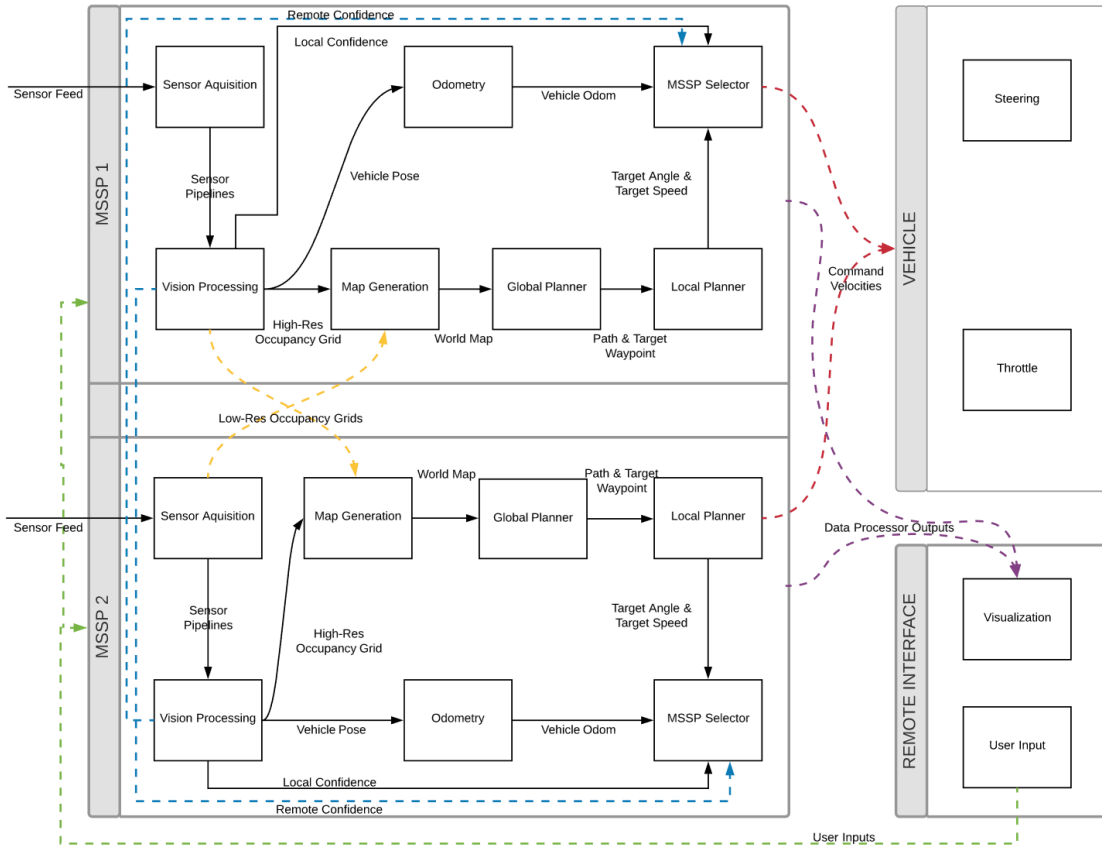 Remote Confidence
Local Confidence
Sensor Feed
Sensor Aquisition
Odometry
Vehicle Odom
MSSP Selector
Steering
MSSP 1
Sensor
Pipelines
Vehicle Pose
Target Angle &
Target Speed
VEHICLE
Vision Processing
Map Generation
Global Planner
Local Planner
Command
Velocities
High-Res
Occupancy Grid
World Map
Path & Target
Waypoint
Throttle
Low-Res Occupancy Grids
World Map
Path & Target
Waypoint
Sensor Feed
Sensor Aquisition
Map Generation
Global Planner
Local Planner
Data Processor Outputs
MSSP 2
Sensor
Pipelines
High-Res
Occupancy Grid
Target Angle &
Target Speed
REMOTE INTERFACE
Visualization
Vision Processing
Vehicle Pose
Odometry
Vehicle Odom
MSSP Selector
User Input
Local Confidence
Remote Confidence
User Inputs